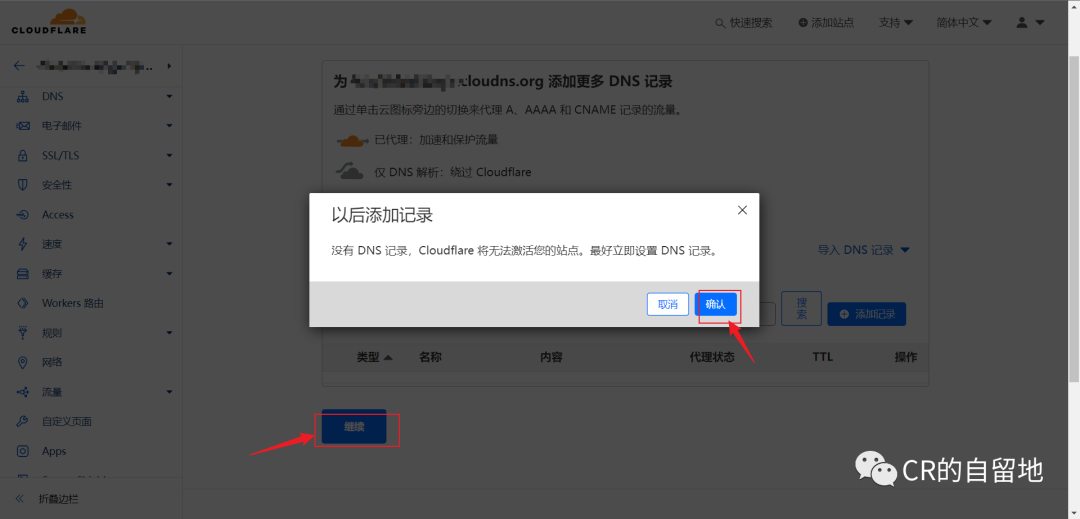 CLOUDFLARE
快速搜索
添加站点
支持
简体中文
DNS
电子邮件
SSL/TLS
安全性
Access
速度
缓存
Workers 路由
规则
网络
流量
自定义页面
Apps
折叠边栏
为 cloudns.org 添加更多 DNS 记录
通过单击云图标旁边的切换来代理 A、AAAA 和 CNAME 记录的流量。
已代理：加速和保护流量
仅 DNS 解析：绕过 Cloudflare
以后添加记录
没有 DNS 记录，Cloudflare 将无法激活您的站点。最好立即设置 DNS 记录。
取消
确认
导入 DNS 记录
搜
索
添加记录
类型
名称
内容
代理状态
TTL
操作
继续
CR的自留地